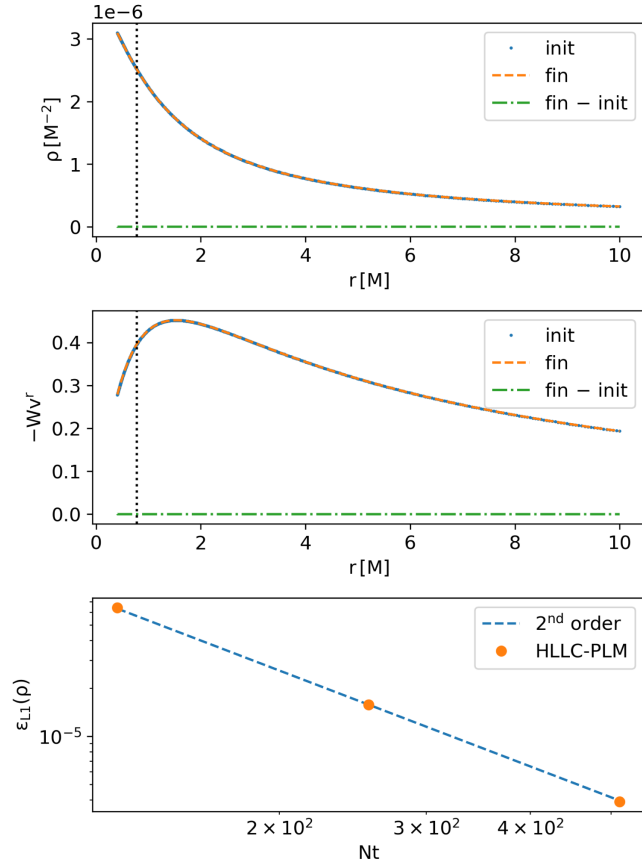 1e−6
3
2
1
0
ρ [M⁻²]
init
fin
fin − init
0
2
4
6
8
10
r [M]
0.4
0.3
0.2
0.1
0.0
−Wvʳ
init
fin
fin − init
0
2
4
6
8
10
r [M]
10⁻⁵
ε_L1(ρ)
2ⁿᵈ order
HLLC-PLM
2 × 10²
3 × 10²
4 × 10²
Nt